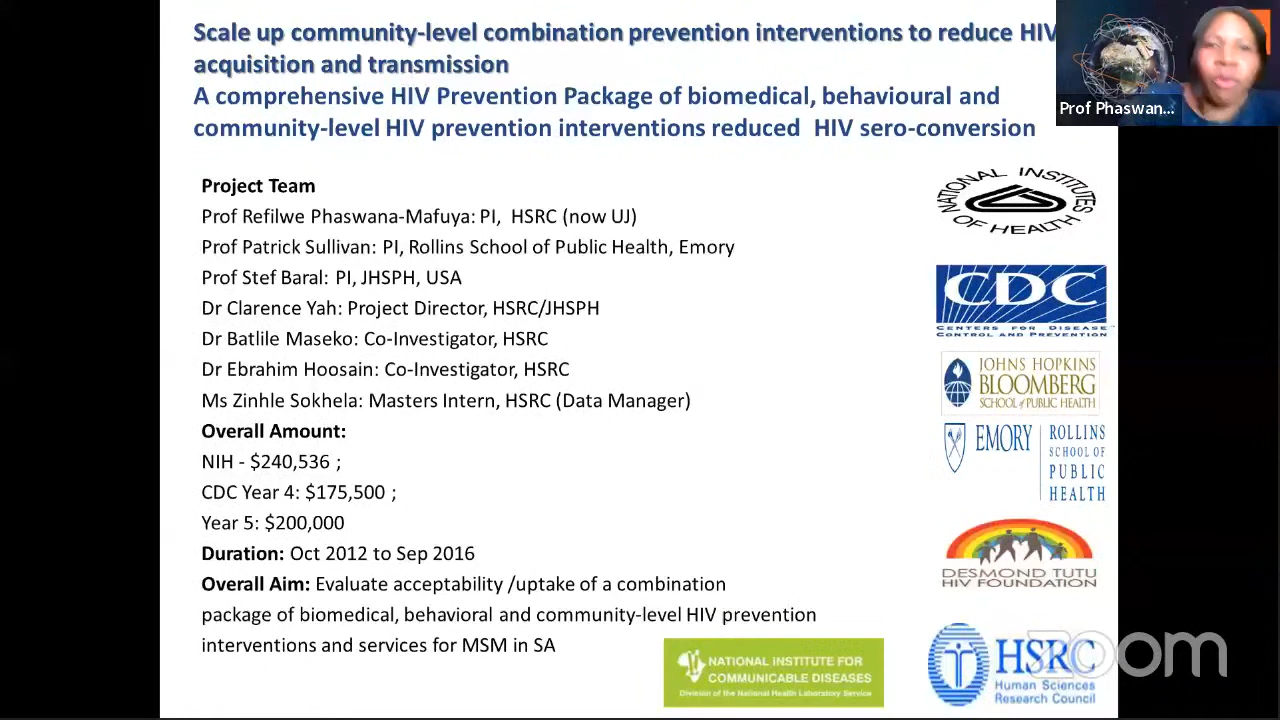 Scale up community-level combination prevention interventions to reduce HIV
acquisition and transmission
A comprehensive HIV Prevention Package of biomedical, behavioural and
community-level HIV prevention interventions reduced HIV sero-conversion
Prof Phaswan...
Project Team
Prof Refilwe Phaswana-Mafuya: PI, HSRC (now UJ)
Prof Patrick Sullivan: PI, Rollins School of Public Health, Emory
Prof Stef Baral: PI, JHSPH, USA
Dr Clarence Yah: Project Director, HSRC/JHSPH
Dr Batlile Maseko: Co-Investigator, HSRC
Dr Ebrahim Hoosain: Co-Investigator, HSRC
Ms Zinhle Sokhela: Masters Intern, HSRC (Data Manager)
Overall Amount:
NIH - $240,536 ;
CDC Year 4: $175,500 ;
Year 5: $200,000
Duration: Oct 2012 to Sep 2016
Overall Aim: Evaluate acceptability /uptake of a combination
package of biomedical, behavioral and community-level HIV prevention
interventions and services for MSM in SA
NATIONAL INSTITUTES
OF HEALTH
CDC
CENTERS FOR DISEASE
CONTROL AND PREVENTION
JOHNS HOPKINS
BLOOMBERG
SCHOOL of PUBLIC HEALTH
EMORY
ROLLINS
SCHOOL OF
PUBLIC
HEALTH
DESMOND TUTU
HIV FOUNDATION
NATIONAL INSTITUTE FOR
COMMUNICABLE DISEASES
Division of the National Health Laboratory Service
HSRC
Human Sciences
Research Council
zoom